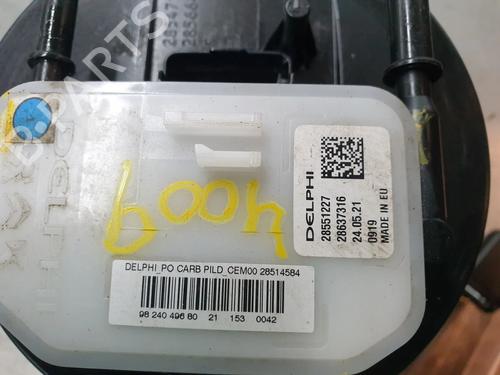 DELPHI
28551227
28637316
24.05.21
0919
MADE IN EU
DELPHI
600h
DELPHI_PO CARB PILD_CEM00 28514584
98 240 496 80 21 153 0042
B-PARTS